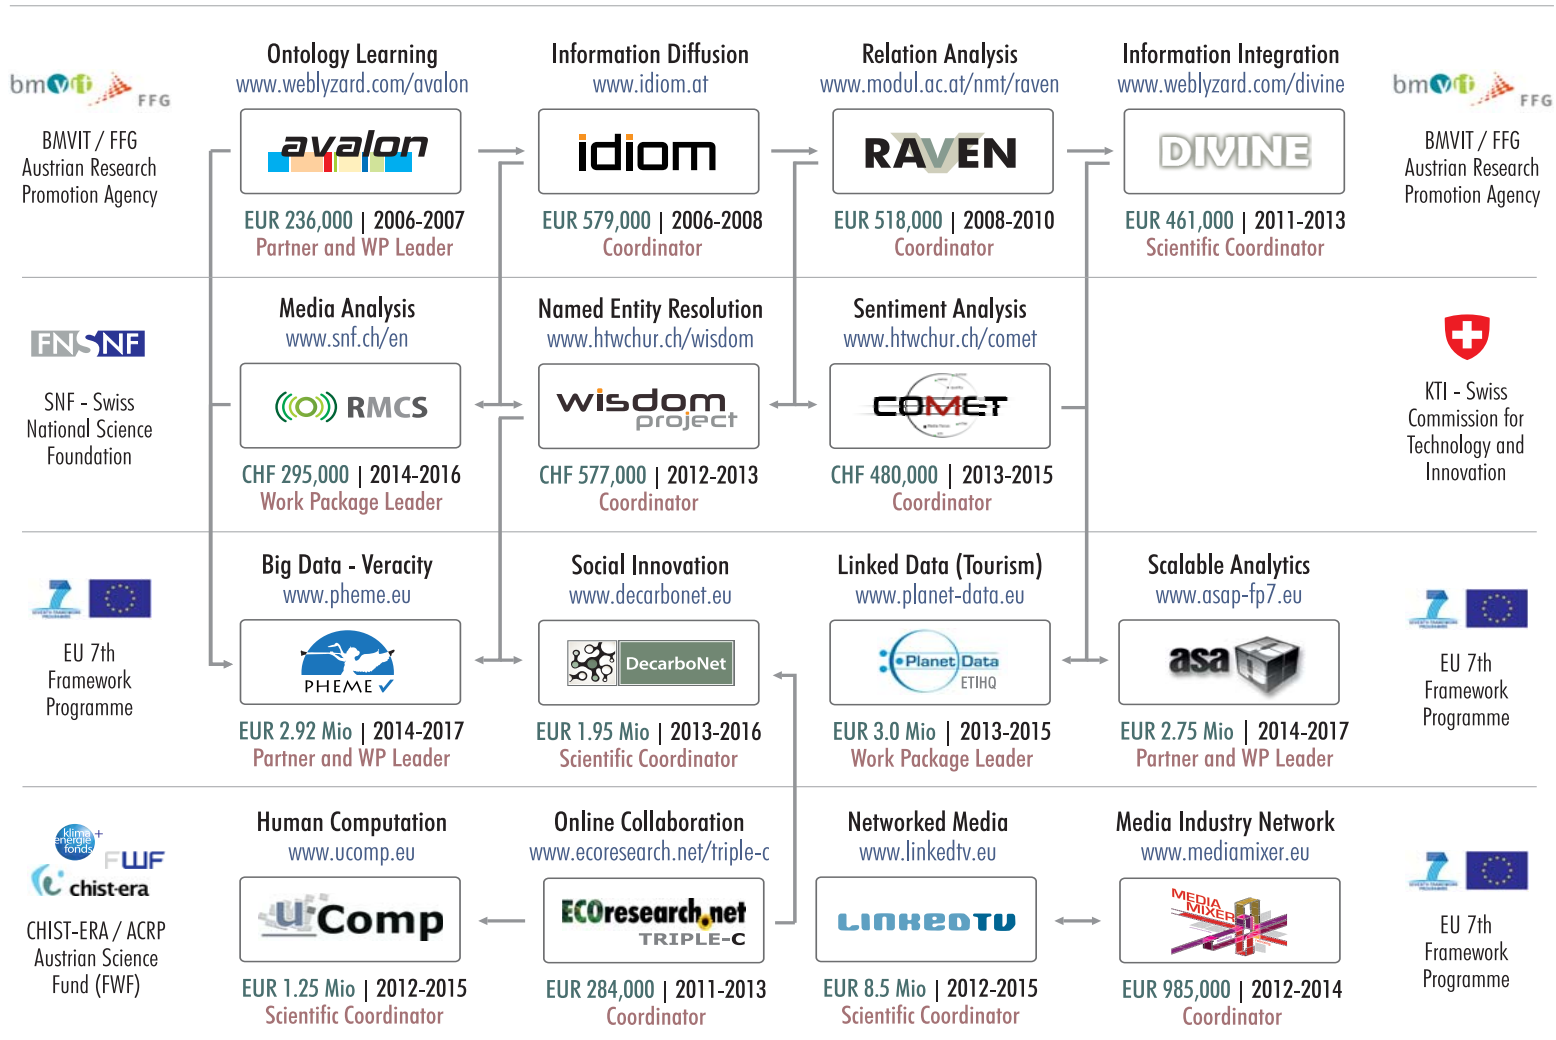 Ontology Learning
www.weblyzard.com/avalon
Information Diffusion
www.idiom.at
Relation Analysis
www.modul.ac.at/nmt/raven
Information Integration
www.weblyzard.com/divine
bmvit
FFG
BMVIT / FFG
Austrian Research
Promotion Agency
avalon
idiom
RAVEN
DIVINE
bmvit
FFG
BMVIT / FFG
Austrian Research
Promotion Agency
EUR 236,000 | 2006-2007
Partner and WP Leader
EUR 579,000 | 2006-2008
Coordinator
EUR 518,000 | 2008-2010
Coordinator
EUR 461,000 | 2011-2013
Scientific Coordinator
Media Analysis
www.snf.ch/en
Named Entity Resolution
www.htwchur.ch/wisdom
Sentiment Analysis
www.htwchur.ch/comet
FNSNF
SNF - Swiss
National Science
Foundation
RMCS
wisdom
project
COMET
KTI - Swiss
Commission for
Technology and
Innovation
CHF 295,000 | 2014-2016
Work Package Leader
CHF 577,000 | 2012-2013
Coordinator
CHF 480,000 | 2013-2015
Coordinator
Big Data - Veracity
www.pheme.eu
Social Innovation
www.decarbonet.eu
Linked Data (Tourism)
www.planet-data.eu
Scalable Analytics
www.asap-fp7.eu
7
EU 7th
Framework
Programme
PHEME
DecarboNet
Planet Data
ETIHQ
asa
7
EU 7th
Framework
Programme
EUR 2.92 Mio | 2014-2017
Partner and WP Leader
EUR 1.95 Mio | 2013-2016
Scientific Coordinator
EUR 3.0 Mio | 2013-2015
Work Package Leader
EUR 2.75 Mio | 2014-2017
Partner and WP Leader
Human Computation
www.ucomp.eu
Online Collaboration
www.ecoresearch.net/triple-c
Networked Media
www.linkedtv.eu
Media Industry Network
www.mediamixer.eu
klima+
energie
fonds
FWF
chist-era
CHIST-ERA / ACRP
Austrian Science
Fund (FWF)
uComp
ECOresearch.net
TRIPLE-C
LINKEDTV
MEDIA
MIXER
7
EU 7th
Framework
Programme
EUR 1.25 Mio | 2012-2015
Scientific Coordinator
EUR 284,000 | 2011-2013
Coordinator
EUR 8.5 Mio | 2012-2015
Scientific Coordinator
EUR 985,000 | 2012-2014
Coordinator